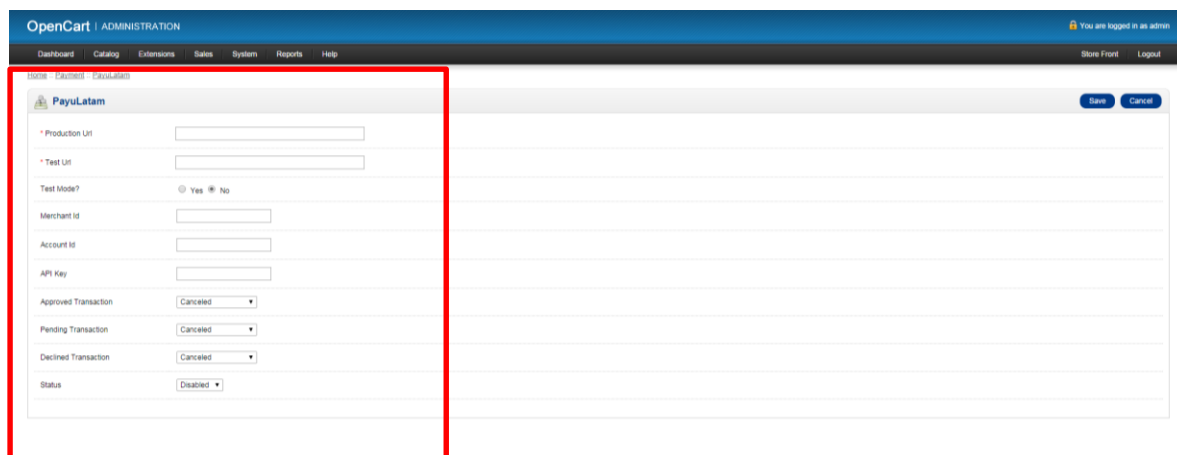 OpenCart | ADMINISTRATION You are logged in as admin
Dashboard Catalog Extensions Sales System Reports Help Store Front Logout
Home :: Payment :: PayuLatam
PayuLatam Save Cancel
* Production Url
* Test Url
Test Mode? Yes No
Merchant Id
Account Id
API Key
Approved Transaction Canceled
Pending Transaction Canceled
Declined Transaction Canceled
Status Disabled